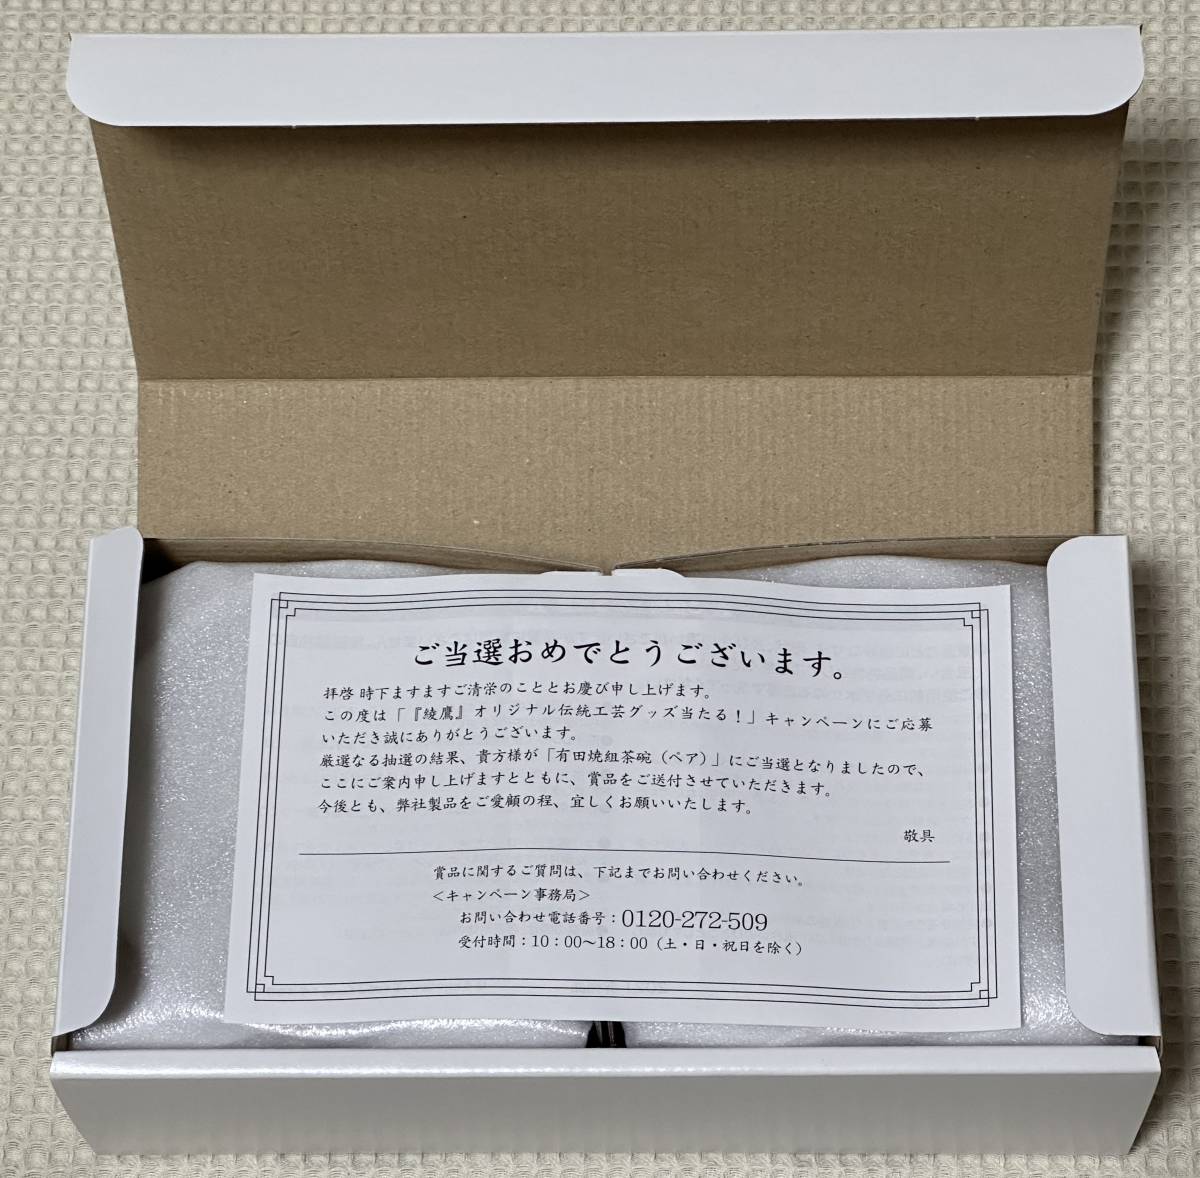 ご当選おめでとうございます。
拝啓 時下ますますご清栄のこととお慶び申し上げます。
この度は「『綾鷹』オリジナル伝統工芸グッズ当たる！」キャンペーンにご応募
いただき誠にありがとうございます。
厳選なる抽選の結果、貴方様が「有田焼組茶碗（ペア）」にご当選となりましたので、
ここにご案内申し上げますとともに、賞品をご送付させていただきます。
今後とも、弊社製品をご愛顧の程、宜しくお願いいたします。
敬具
賞品に関するご質問は、下記までお問い合わせください。
＜キャンペーン事務局＞
お問い合わせ電話番号：0120-272-509
受付時間：10：00〜18：00（土・日・祝日を除く）